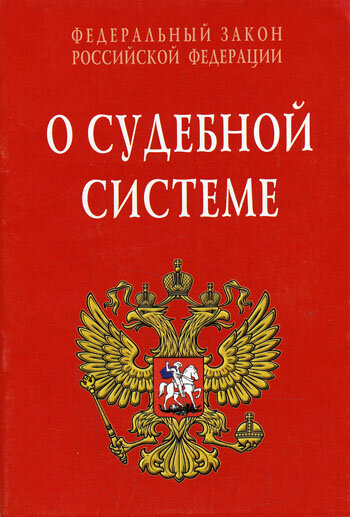 ФЕДЕРАЛЬНЫЙ ЗАКОН
РОССИЙСКОЙ ФЕДЕРАЦИИ
О СУДЕБНОЙ
СИСТЕМЕ